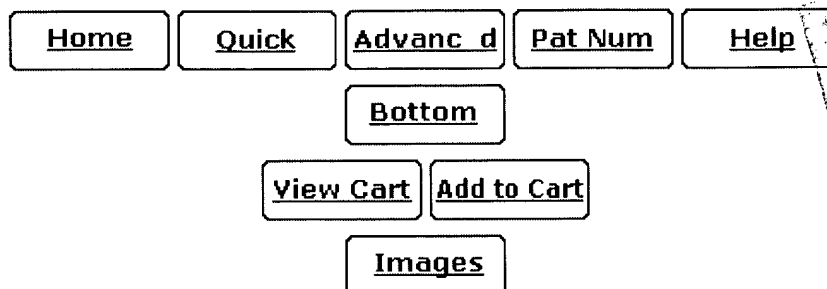 Home Quick Advanc d Pat Num Help
Bottom
View Cart Add to Cart
Images